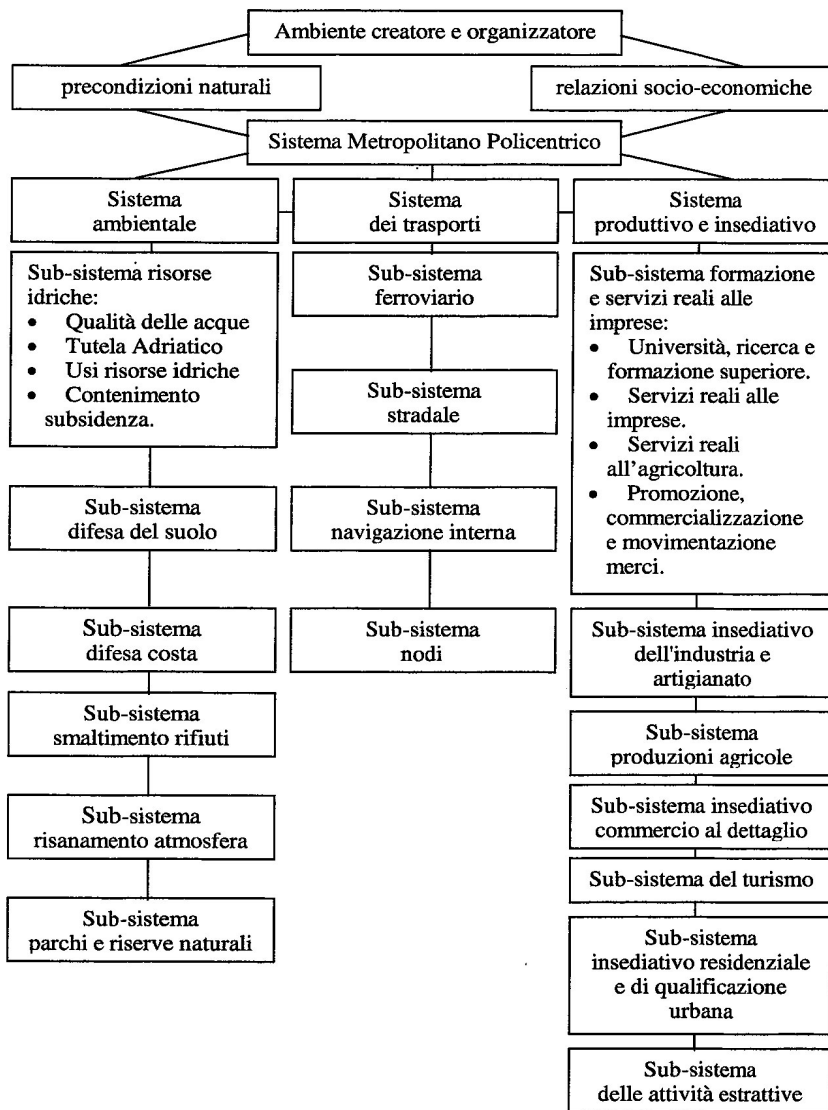 Ambiente creatore e organizzatore
precondizioni naturali
relazioni socio-economiche
Sistema Metropolitano Policentrico
Sistema
ambientale
Sistema
dei trasporti
Sistema
produttivo e insediativo
Sub-sistema risorse
idriche:
• Qualità delle acque
• Tutela Adriatico
• Usi risorse idriche
• Contenimento
subsidenza.
Sub-sistema
difesa del suolo
Sub-sistema
difesa costa
Sub-sistema
smaltimento rifiuti
Sub-sistema
risanamento atmosfera
Sub-sistema
parchi e riserve naturali
Sub-sistema
ferroviario
Sub-sistema
stradale
Sub-sistema
navigazione interna
Sub-sistema
nodi
Sub-sistema formazione
e servizi reali alle
imprese:
• Università, ricerca e
formazione superiore.
• Servizi reali alle
imprese.
• Servizi reali
all'agricoltura.
• Promozione,
commercializzazione
e movimentazione
merci.
Sub-sistema insediativo
dell'industria e
artigianato
Sub-sistema
produzioni agricole
Sub-sistema insediativo
commercio al dettaglio
Sub-sistema del turismo
Sub-sistema
insediativo residenziale
e di qualificazione
urbana
Sub-sistema
delle attività estrattive